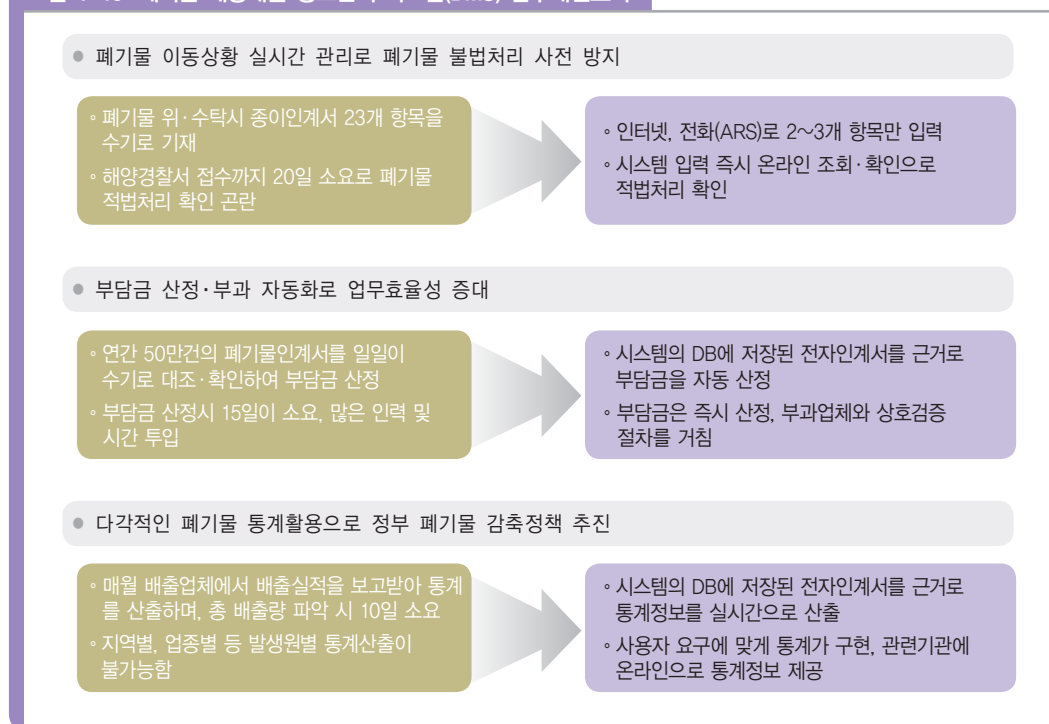 • 폐기물 이동상황 실시간 관리로 폐기물 불법처리 사전 방지
◦ 폐기물 위·수탁시 종이인계서 23개 항목을
수기로 기재
◦ 해양경찰서 접수까지 20일 소요로 폐기물
적법처리 확인 곤란
◦ 인터넷, 전화(ARS)로 2~3개 항목만 입력
◦ 시스템 입력 즉시 온라인 조회·확인으로
적법처리 확인
• 부담금 산정·부과 자동화로 업무효율성 증대
◦ 연간 50만건의 폐기물인계서를 일일이
수기로 대조·확인하여 부담금 산정
◦ 부담금 산정시 15일이 소요, 많은 인력 및
시간 투입
◦ 시스템의 DB에 저장된 전자인계서를 근거로
부담금을 자동 산정
◦ 부담금은 즉시 산정, 부과업체와 상호검증
절차를 거침
• 다각적인 폐기물 통계활용으로 정부 폐기물 감축정책 추진
◦ 매월 배출업체에서 배출실적을 보고받아 통계
를 산출하며, 총 배출량 파악 시 10일 소요
◦ 지역별, 업종별 등 발생원별 통계산출이
불가능함
◦ 시스템의 DB에 저장된 전자인계서를 근거로
통계정보를 실시간으로 산출
◦ 사용자 요구에 맞게 통계가 구현, 관련기관에
온라인으로 통계정보 제공